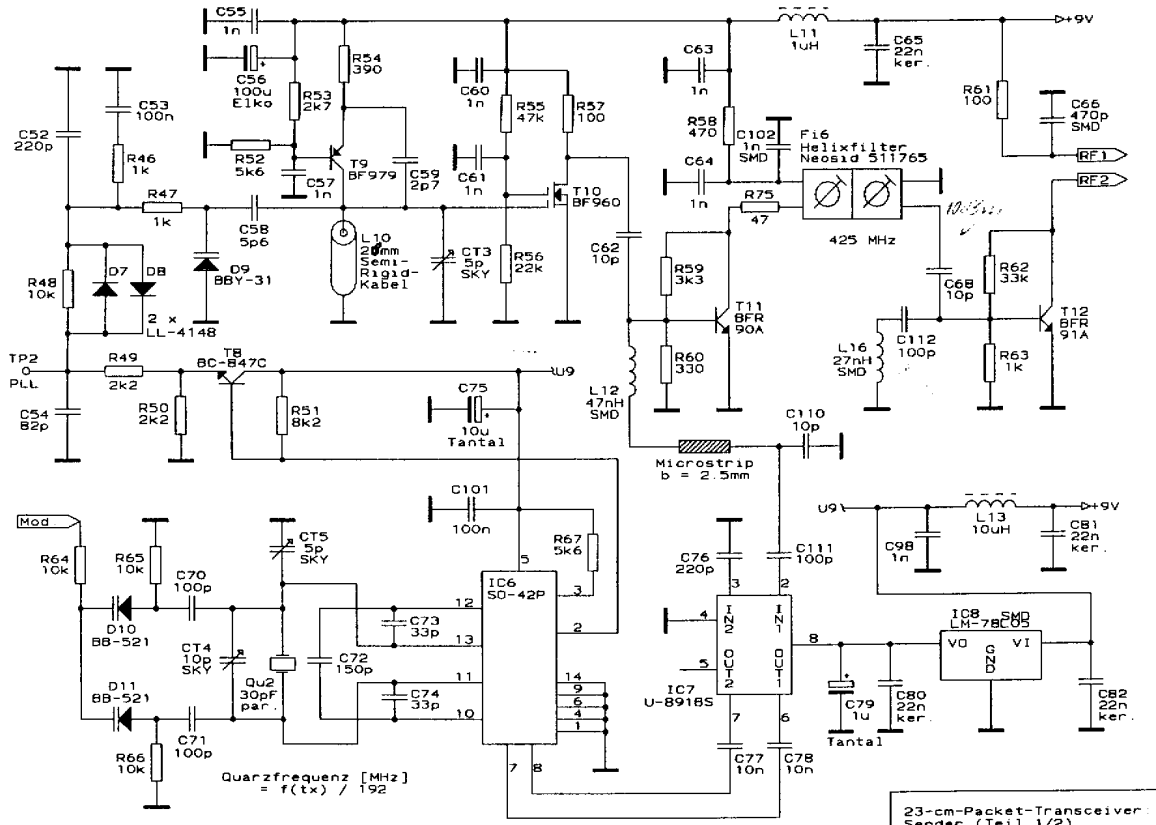 C55
1n
C56
100u
Elko
R53
2k7
R54
390
C60
1n
R55
47k
R57
100
C63
1n
L11
1uH
C65
22n
ker.
+9V
R61
100
C66
470p
SMD
RF1
RF2
C52
220p
C53
100n
R46
1k
R52
5k6
C57
1n
T9
BF979
C59
2p7
C61
1n
T10
BF960
R58
470
C102
1n
SMD
C64
1n
Fi6
Helixfilter
Neosid 511765
R75
47
425 MHz
R47
1k
C58
5p6
R48
10k
D7
D8
2 x
LL-4148
D9
BBY-31
L10
20mm
Semi-
Rigid-
Kabel
CT3
5p
SKY
R56
22k
C62
10p
R59
3k3
T11
BFR
90A
C68
10p
R62
33k
T12
BFR
91A
R60
330
L16
27nH
SMD
C112
100p
R63
1k
TP2
PLL
R49
2k2
T8
BC-847C
C54
82p
R50
2k2
R51
8k2
C75
10u
Tantal
U9
L12
47nH
SMD
C110
10p
Microstrip
b = 2.5mm
Mod
R64
10k
R65
10k
C70
100p
CT5
5p
SKY
C101
100n
R67
5k6
C76
220p
C111
100p
U9
L13
10uH
+9V
C98
1n
C81
22n
ker.
D10
BB-521
D11
BB-521
CT4
10p
SKY
Qu2
30pF
par.
C72
150p
C73
33p
C74
33p
IC6
SO-42P
5
3
2
12
13
11
10
14
9
6
4
1
7
8
3
2
4
IN2
IN1
5
OUT2
OUT1
8
IC7
U-891BS
7
6
IC8
SMD
LM-78L05
VO
GND
VI
C79
1u
Tantal
C80
22n
ker.
C82
22n
ker.
R66
10k
C71
100p
C77
10n
C78
10n
Quarzfrequenz [MHz]
= f(tx) / 192
23-cm-Packet-Transceiver:
Sender (Teil 1/2)